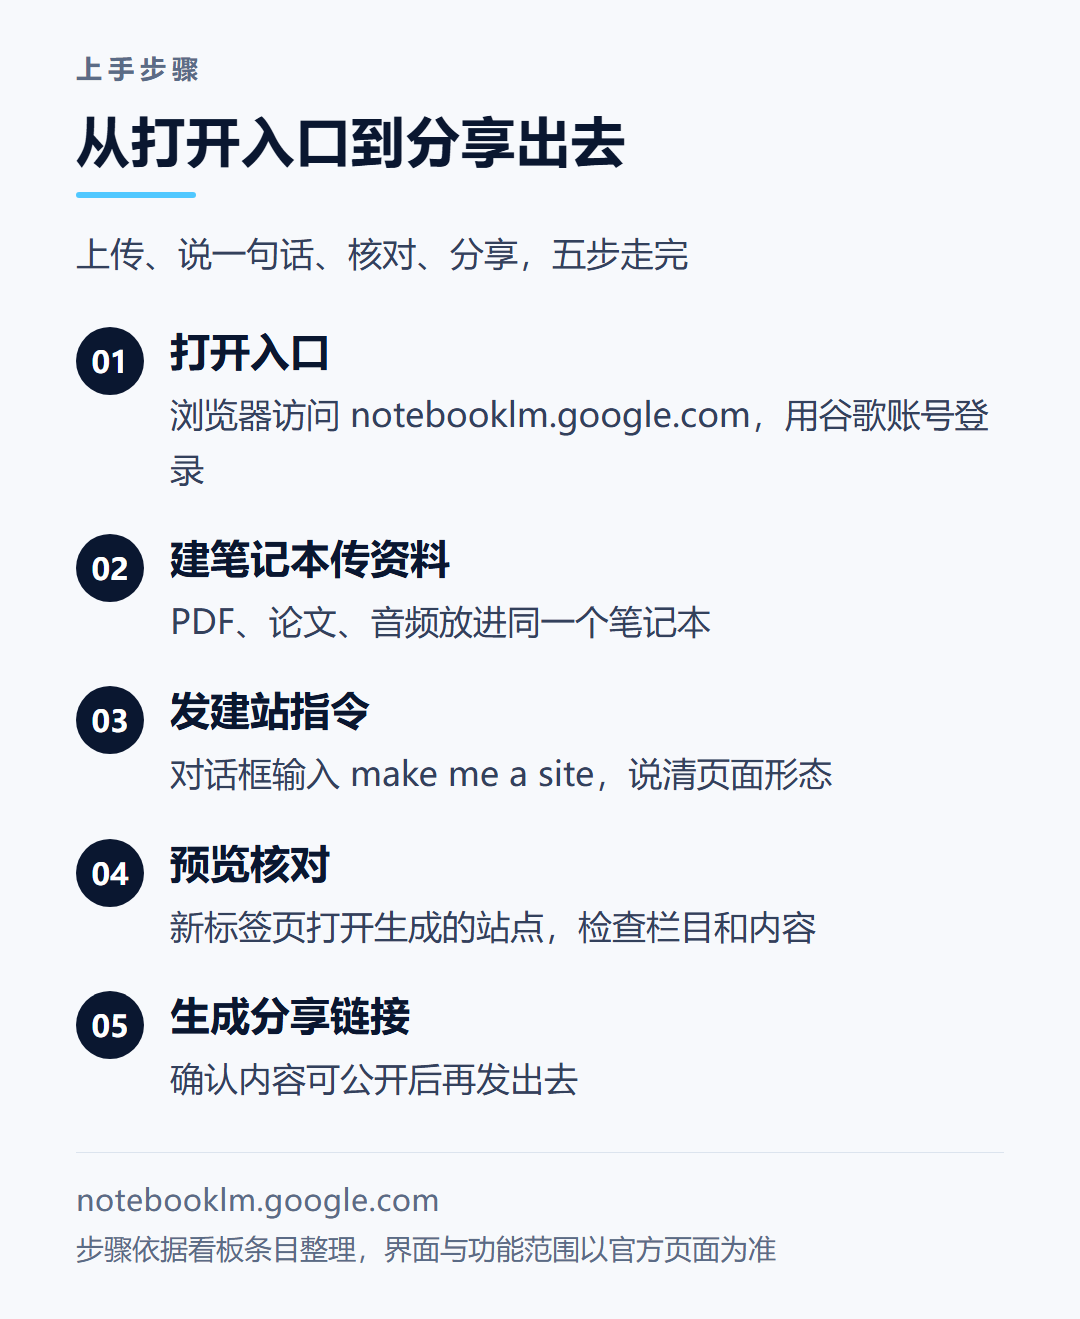 上手步骤
从打开入口到分享出去
上传、说一句话、核对、分享，五步走完
01
打开入口
浏览器访问 notebooklm.google.com，用谷歌账号登
录
02
建笔记本传资料
PDF、论文、音频放进同一个笔记本
03
发建站指令
对话框输入 make me a site，说清页面形态
04
预览核对
新标签页打开生成的站点，检查栏目和内容
05
生成分享链接
确认内容可公开后再发出去
notebooklm.google.com
步骤依据看板条目整理，界面与功能范围以官方页面为准